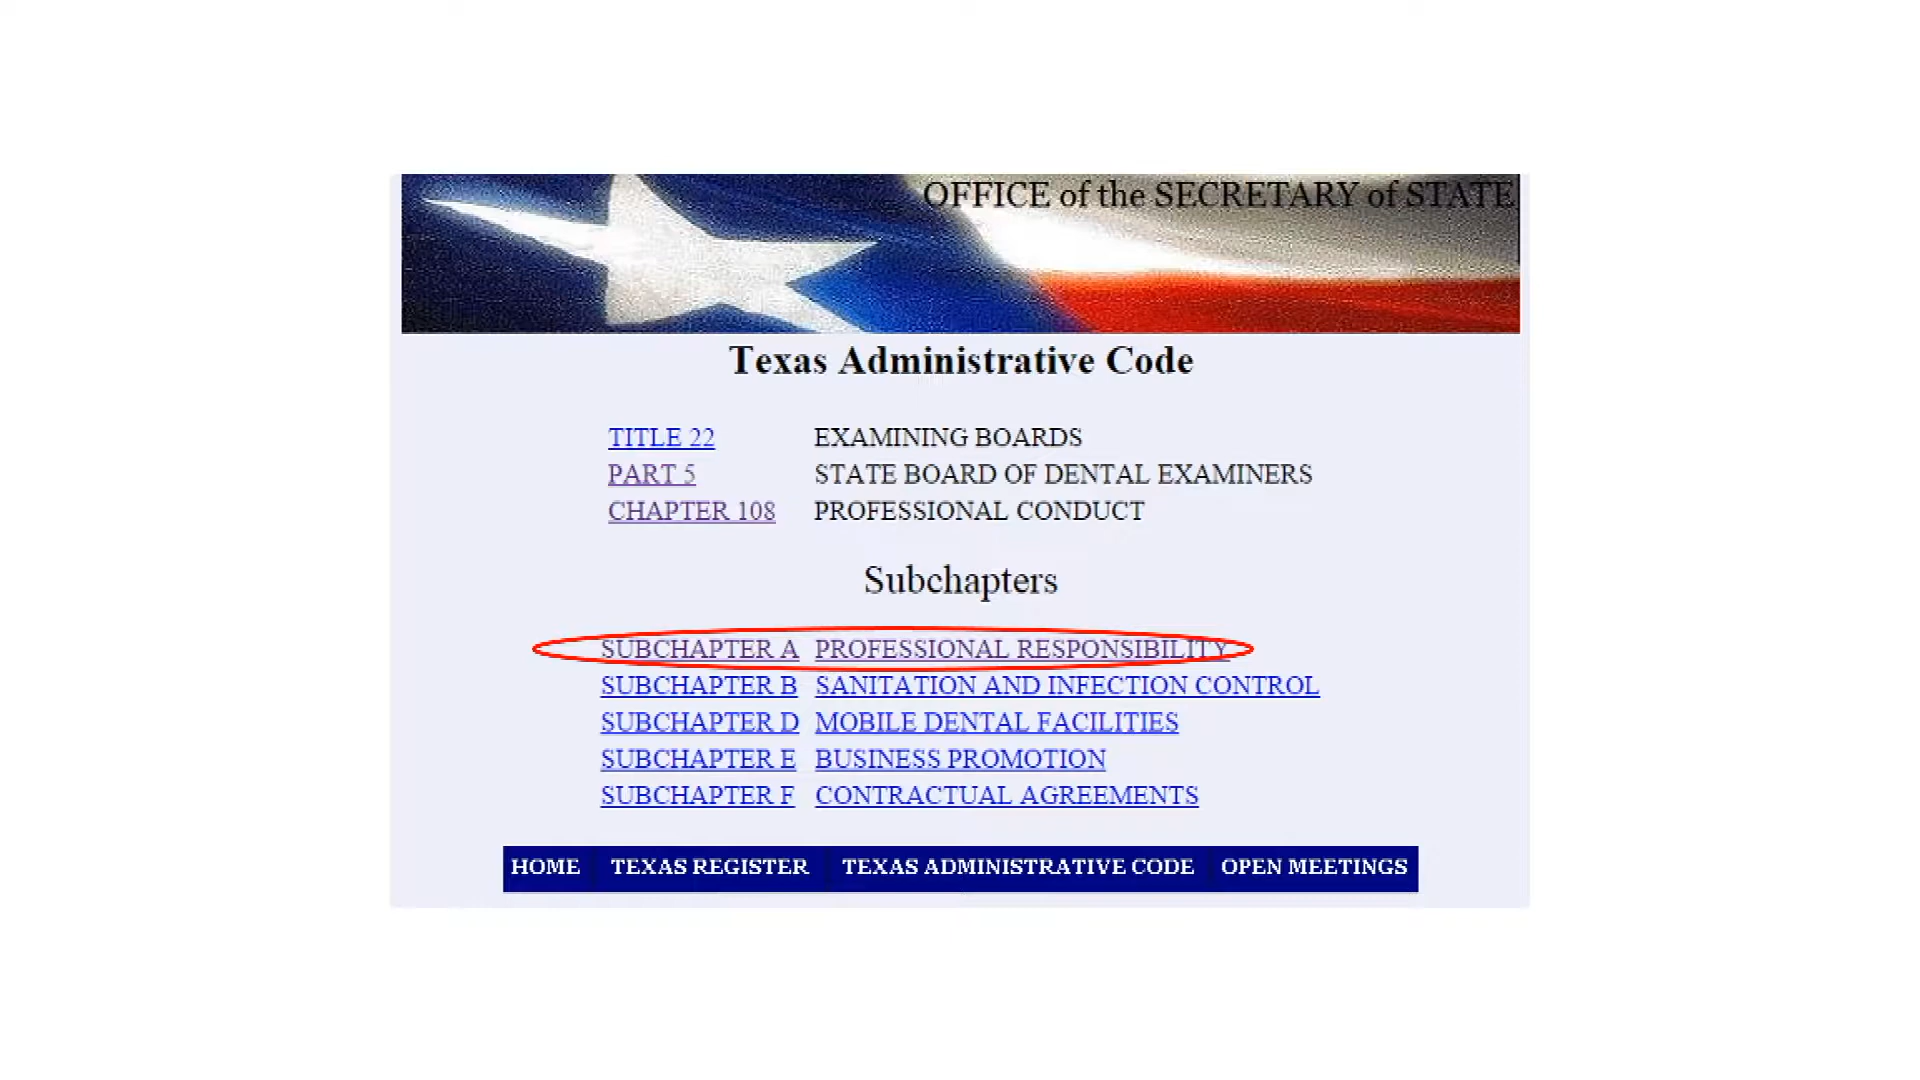 OFFICE of the SECRETARY of STATE
Texas Administrative Code
TITLE 22 EXAMINING BOARDS
PART 5 STATE BOARD OF DENTAL EXAMINERS
CHAPTER 108 PROFESSIONAL CONDUCT
Subchapters
SUBCHAPTER A PROFESSIONAL RESPONSIBILITY
SUBCHAPTER B SANITATION AND INFECTION CONTROL
SUBCHAPTER D MOBILE DENTAL FACILITIES
SUBCHAPTER E BUSINESS PROMOTION
SUBCHAPTER F CONTRACTUAL AGREEMENTS
HOME TEXAS REGISTER TEXAS ADMINISTRATIVE CODE OPEN MEETINGS